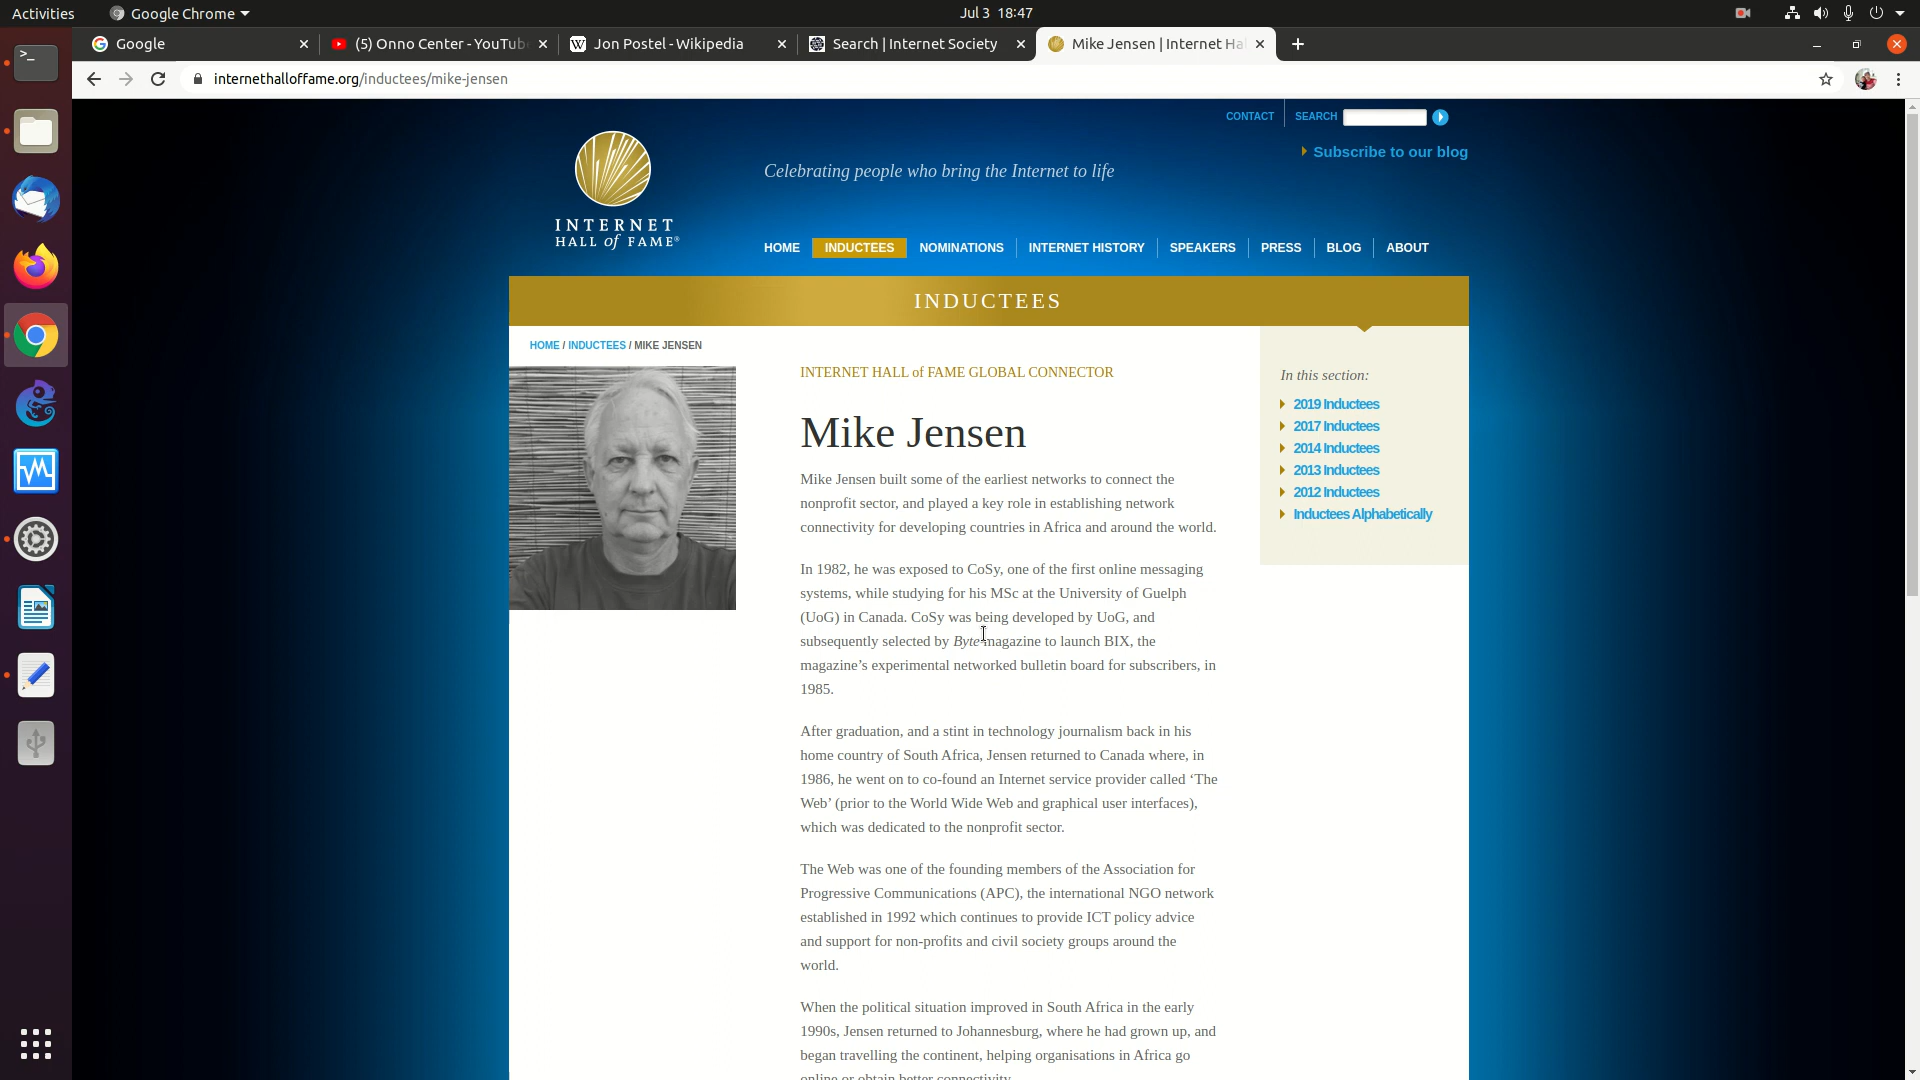 Activities
Google Chrome
Jul 3 18:47
Google
(5) Onno Center - YouTub
Jon Postel - Wikipedia
Search | Internet Society
Mike Jensen | Internet Hal
internethalloffame.org/inductees/mike-jensen
CONTACT
SEARCH
Subscribe to our blog
Celebrating people who bring the Internet to life
INTERNET
HALL of FAME®
HOME
INDUCTEES
NOMINATIONS
INTERNET HISTORY
SPEAKERS
PRESS
BLOG
ABOUT
INDUCTEES
HOME / INDUCTEES / MIKE JENSEN
INTERNET HALL of FAME GLOBAL CONNECTOR
Mike Jensen
Mike Jensen built some of the earliest networks to connect the
nonprofit sector, and played a key role in establishing network
connectivity for developing countries in Africa and around the world.
In 1982, he was exposed to CoSy, one of the first online messaging
systems, while studying for his MSc at the University of Guelph
(UoG) in Canada. CoSy was being developed by UoG, and
subsequently selected by Byte magazine to launch BIX, the
magazine’s experimental networked bulletin board for subscribers, in
1985.
After graduation, and a stint in technology journalism back in his
home country of South Africa, Jensen returned to Canada where, in
1986, he went on to co-found an Internet service provider called ‘The
Web’ (prior to the World Wide Web and graphical user interfaces),
which was dedicated to the nonprofit sector.
The Web was one of the founding members of the Association for
Progressive Communications (APC), the international NGO network
established in 1992 which continues to provide ICT policy advice
and support for non-profits and civil society groups around the
world.
When the political situation improved in South Africa in the early
1990s, Jensen returned to Johannesburg, where he had grown up, and
began travelling the continent, helping organisations in Africa go
online or obtain better connectivity.
In this section:
2019 Inductees
2017 Inductees
2014 Inductees
2013 Inductees
2012 Inductees
Inductees Alphabetically